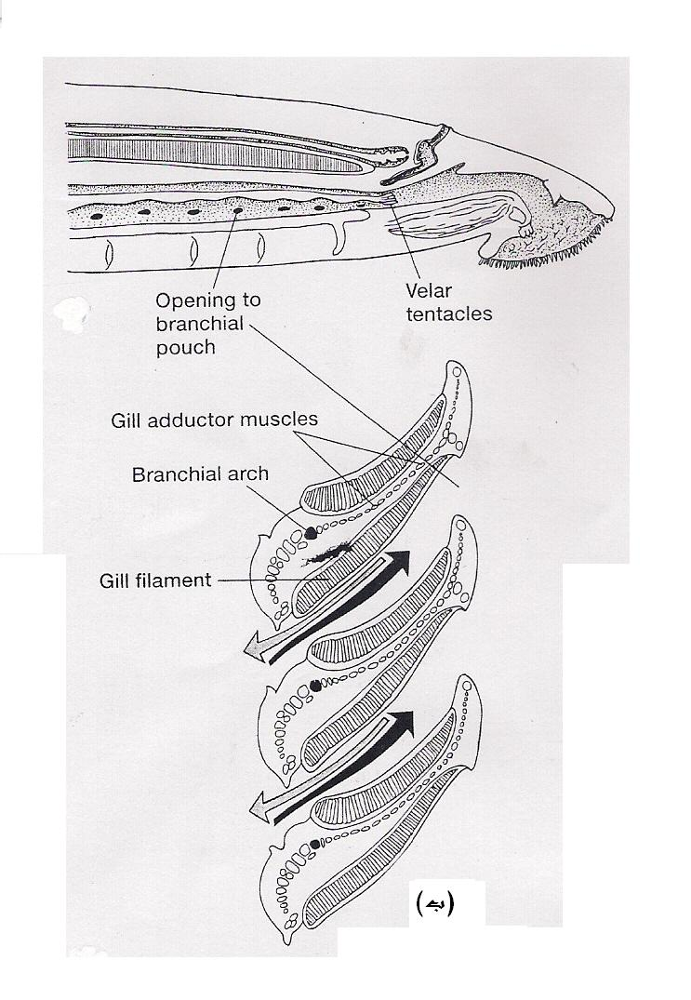 Opening to
branchial
pouch
Velar
tentacles
Gill adductor muscles
Branchial arch
Gill filament